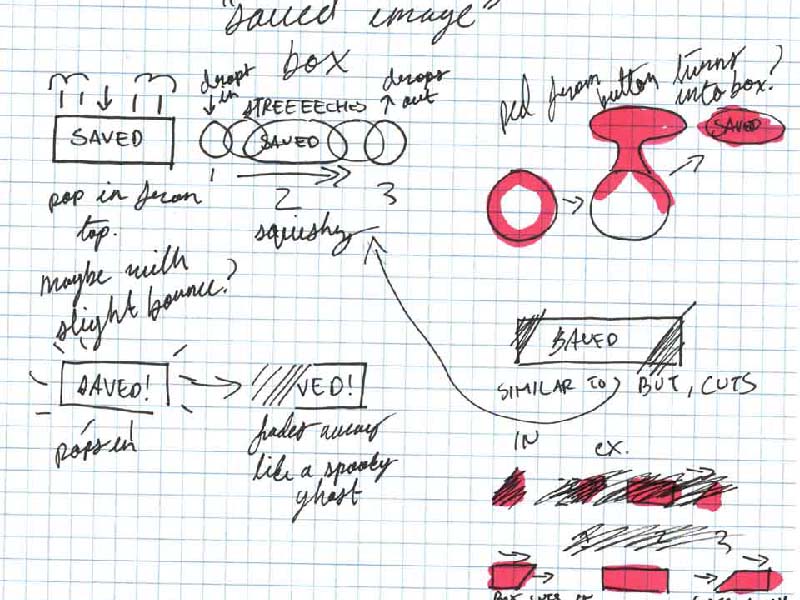 "saved image"
box
drops
in
STREEEECHES
drops
out
SAVED
SAVED
1
2
3
squishy
pop in from
top.
maybe with
slight bounce?
red from
button turns
into box?
SAVED
SAVED!
pops in
VED!
fades away
like a spooky
ghost
SAVED
SIMILAR TO
BUT, CUTS
IN
ex.